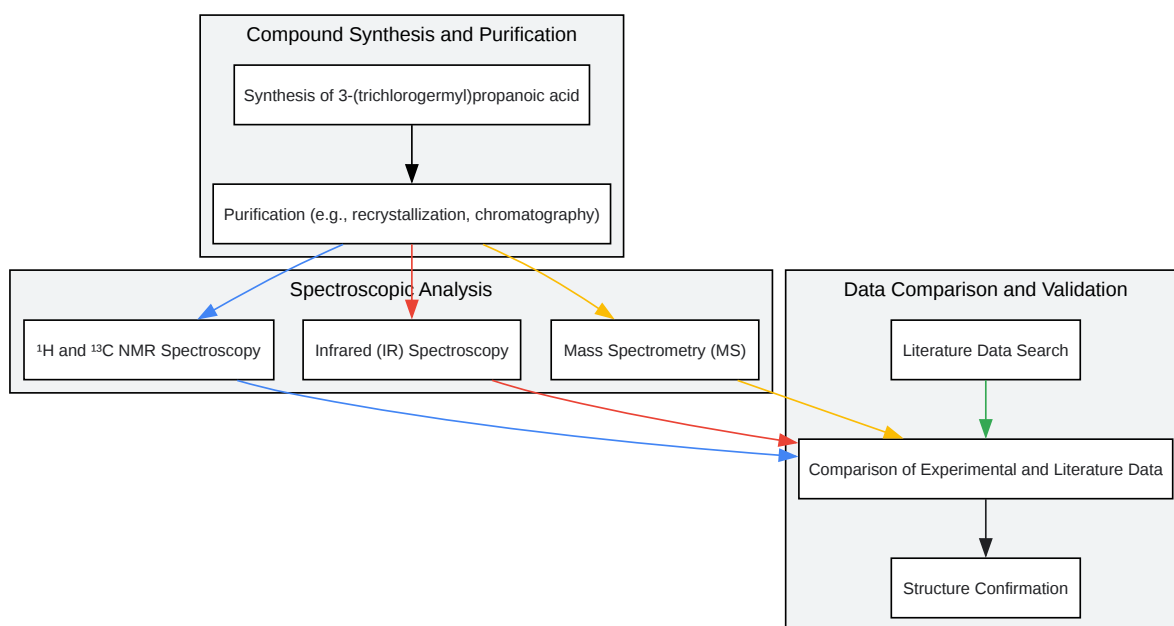 Compound Synthesis and Purification
Synthesis of 3-(trichlorogermyl)propanoic acid
Purification (e.g., recrystallization, chromatography)
Spectroscopic Analysis
¹H and ¹³C NMR Spectroscopy
Infrared (IR) Spectroscopy
Mass Spectrometry (MS)
Data Comparison and Validation
Literature Data Search
Comparison of Experimental and Literature Data
Structure Confirmation